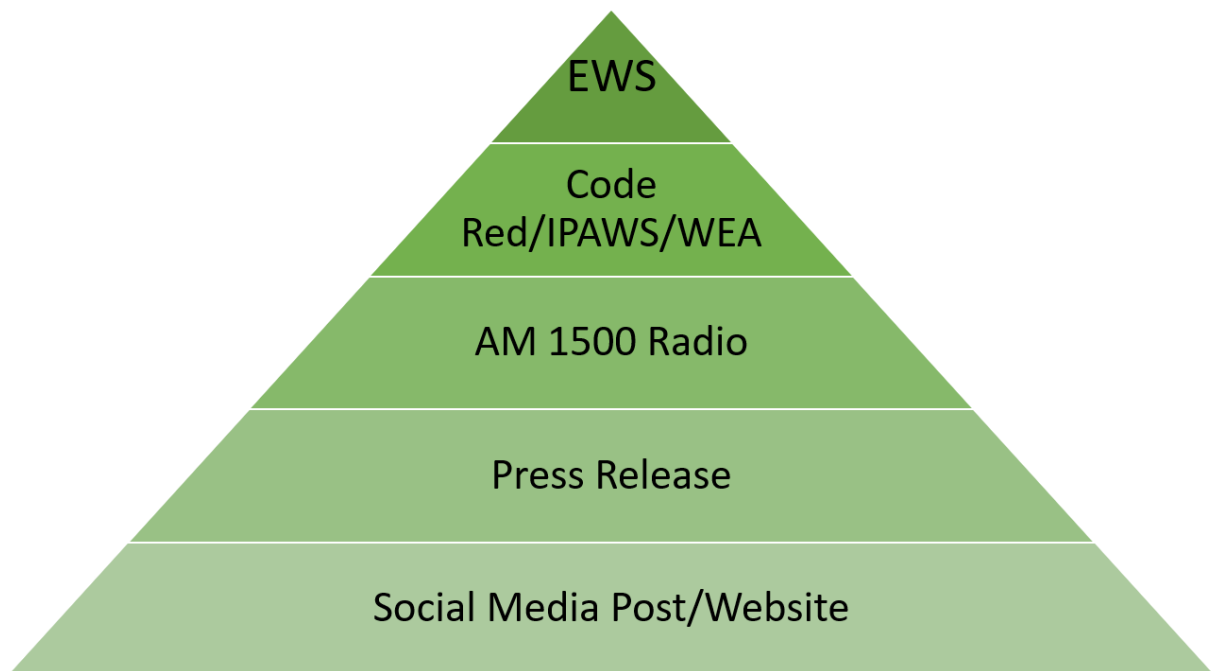 EWS
Code
Red/IPAWS/WEA
AM 1500 Radio
Press Release
Social Media Post/Website